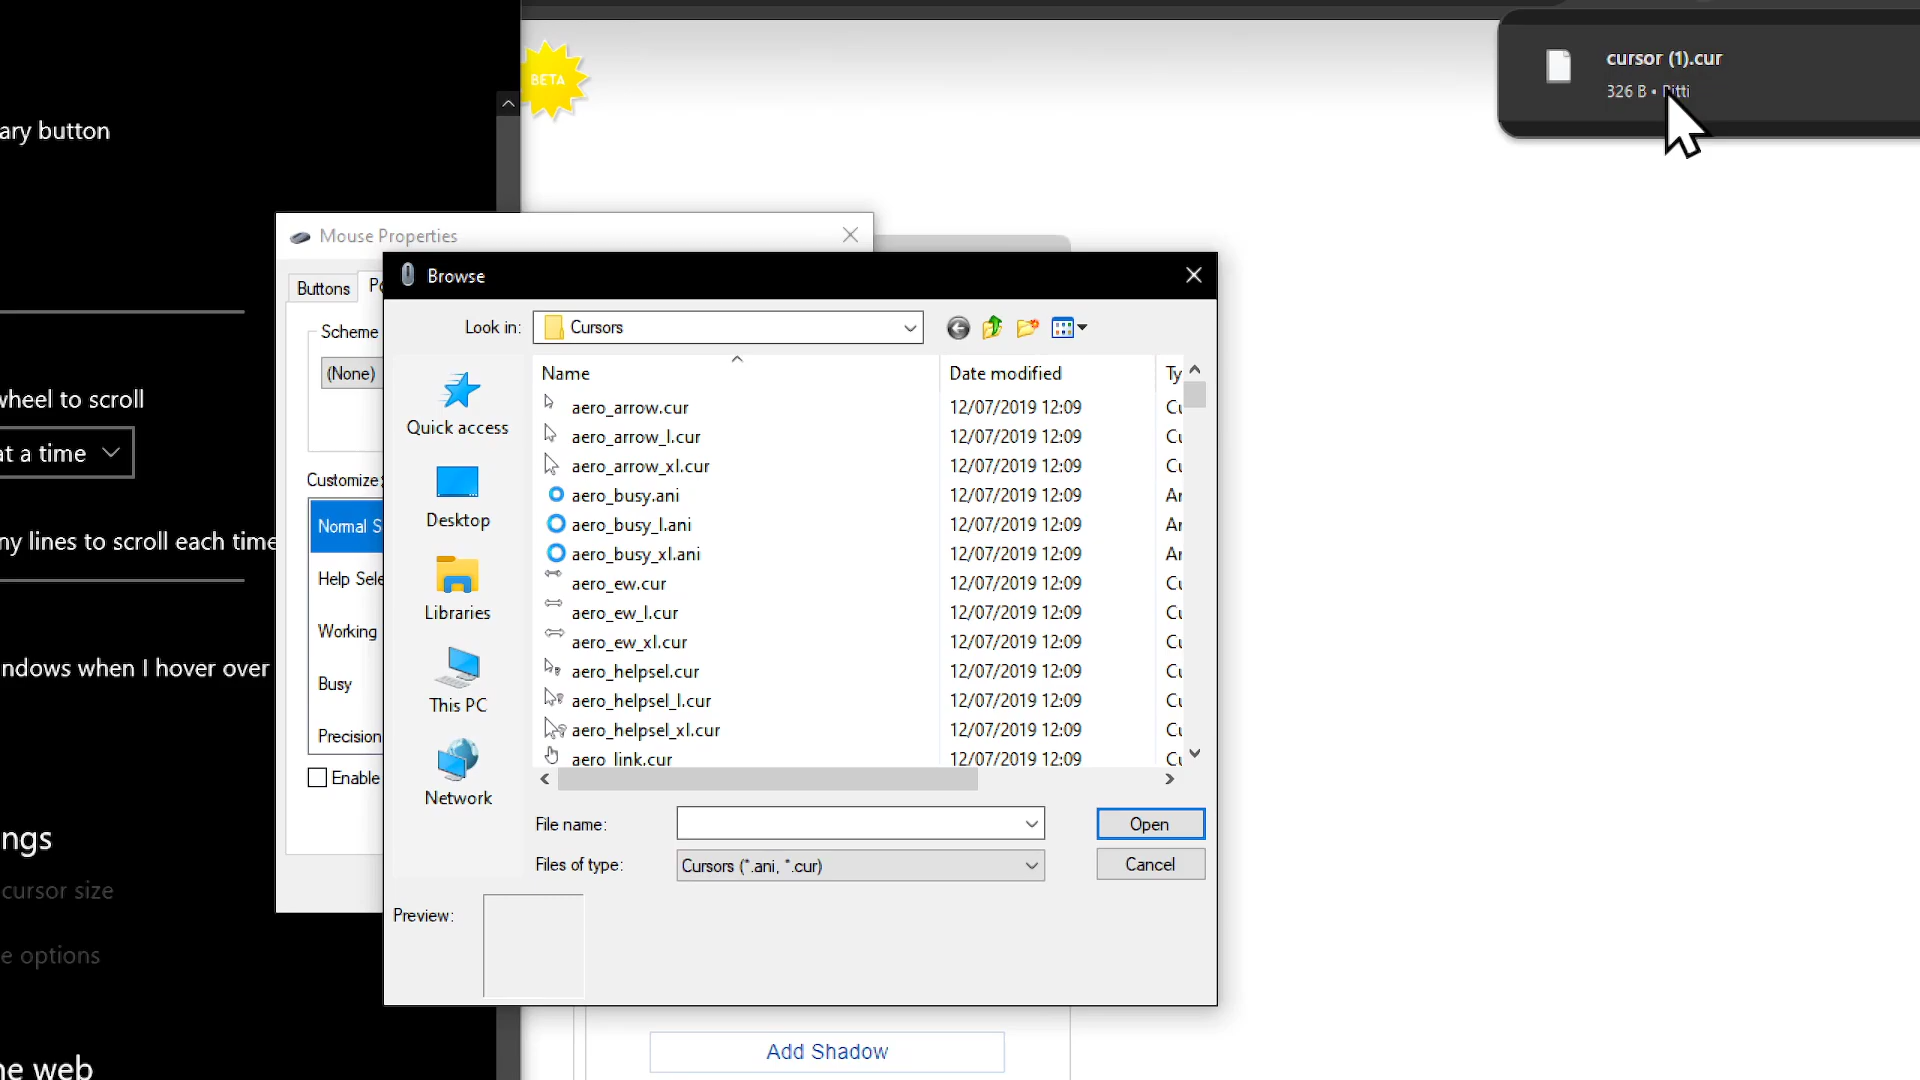 cursor (1).cur
326 B •
BETA
ary button
Mouse Properties
Buttons
Browse
Look in:
Cursors
Scheme
(None)
Name
Date modified
wheel to scroll
at a time
Customize:
Normal S
ny lines to scroll each time
Help Sele
Working
ndows when I hover over
Busy
Precision
Enable
ngs
cursor size
e options
he web
Quick access
Desktop
Libraries
This PC
Network
aero_arrow.cur 12/07/2019 12:09
aero_arrow_l.cur 12/07/2019 12:09
aero_arrow_xl.cur 12/07/2019 12:09
aero_busy.ani 12/07/2019 12:09
aero_busy_l.ani 12/07/2019 12:09
aero_busy_xl.ani 12/07/2019 12:09
aero_ew.cur 12/07/2019 12:09
aero_ew_l.cur 12/07/2019 12:09
aero_ew_xl.cur 12/07/2019 12:09
aero_helpsel.cur 12/07/2019 12:09
aero_helpsel_l.cur 12/07/2019 12:09
aero_helpsel_xl.cur 12/07/2019 12:09
aero_link.cur 12/07/2019 12:09
File name:
Open
Files of type:
Cursors (*.ani, *.cur)
Cancel
Preview:
Add Shadow